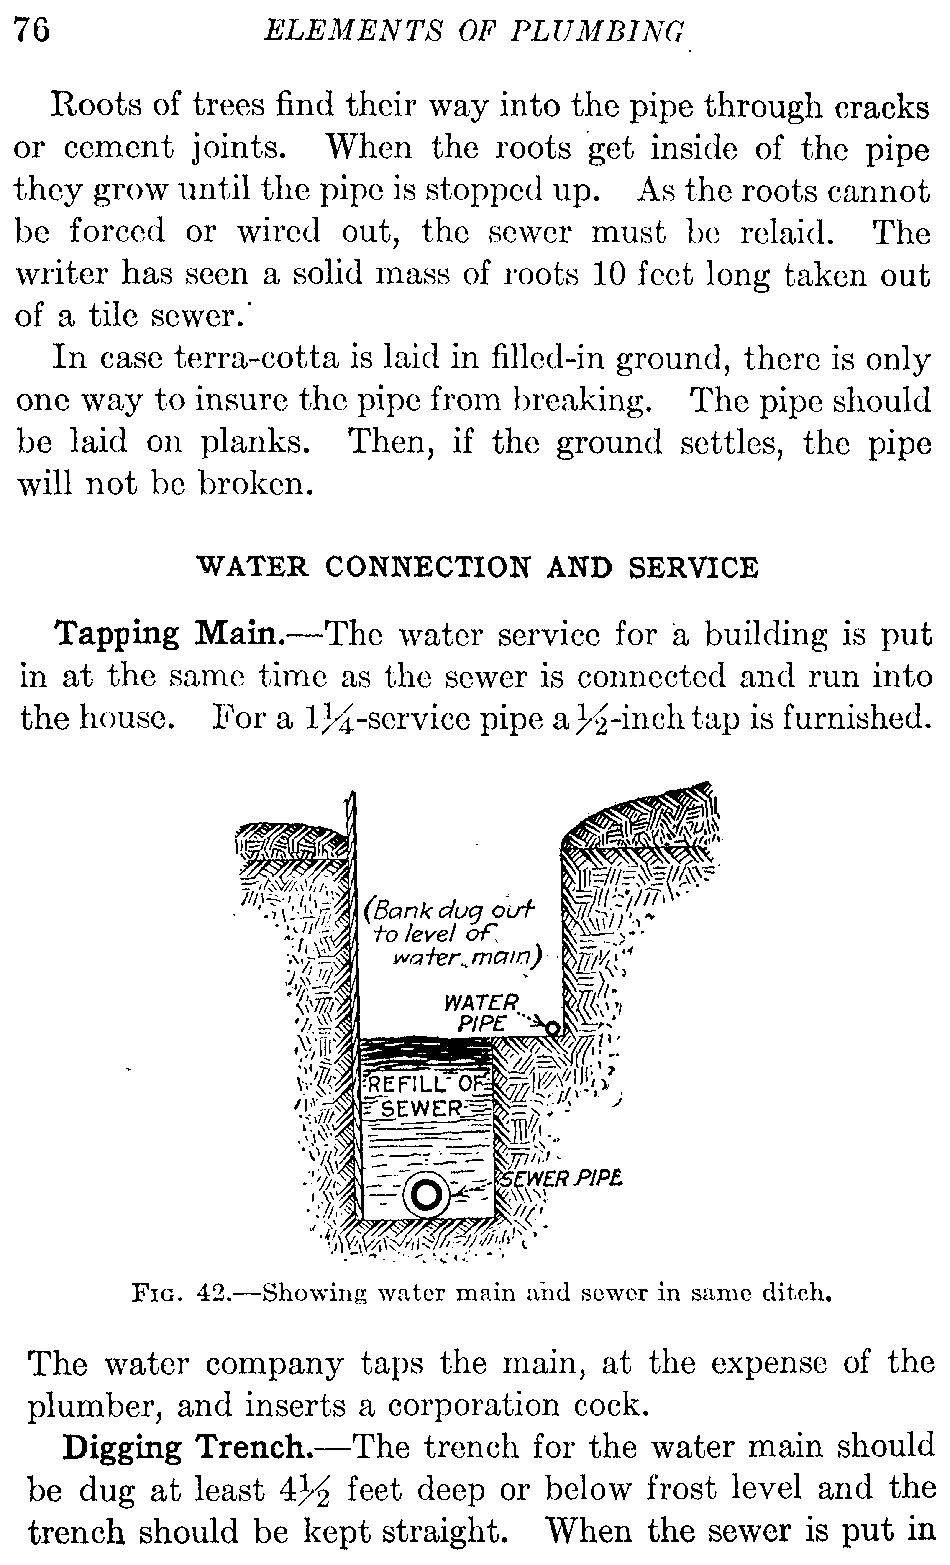 76 ELEMENTS OF PLUMBING
Roots of trees find their way into the pipe through cracks
or cement joints. When the roots get inside of the pipe
they grow until the pipe is stopped up. As the roots cannot
be forced or wired out, the sewer must be relaid. The
writer has seen a solid mass of roots 10 feet long taken out
of a tile sewer.
In case terra-cotta is laid in filled-in ground, there is only
one way to insure the pipe from breaking. The pipe should
be laid on planks. Then, if the ground settles, the pipe
will not be broken.
WATER CONNECTION AND SERVICE
Tapping Main.—The water service for a building is put
in at the same time as the sewer is connected and run into
the house. For a 1¼-service pipe a ½-inch tap is furnished.
(Bank dug out
to level of
water main)
WATER
PIPE
REFILL OF
SEWER
SEWER PIPE
FIG. 42.—Showing water main and sewer in same ditch.
The water company taps the main, at the expense of the
plumber, and inserts a corporation cock.
Digging Trench.—The trench for the water main should
be dug at least 4½ feet deep or below frost level and the
trench should be kept straight. When the sewer is put in